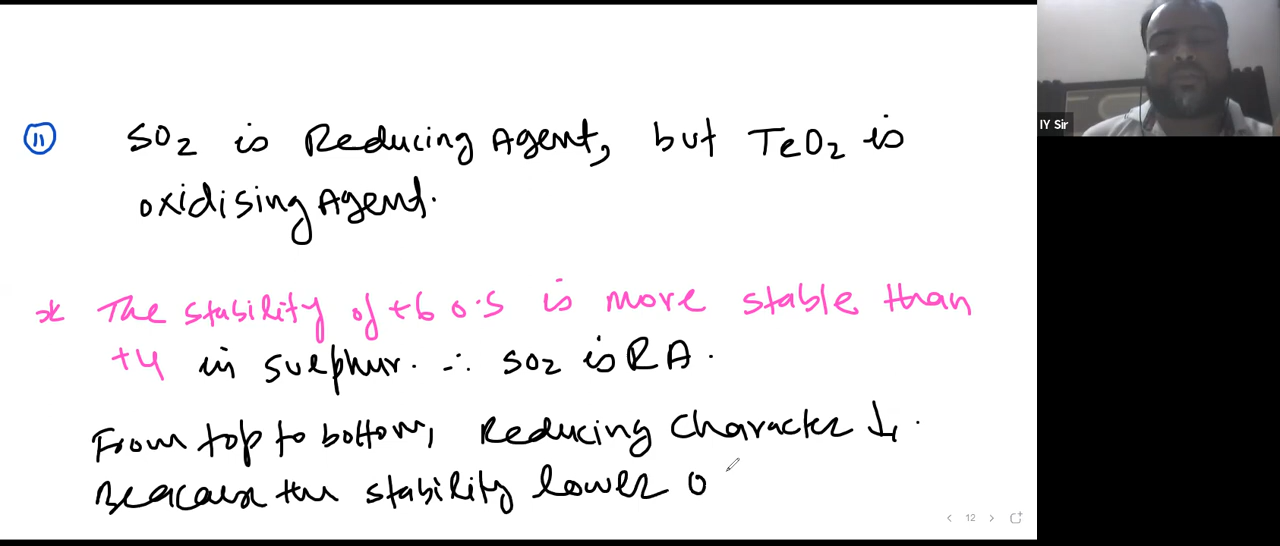 11 SO2 is Reducing Agent, but TeO2 is
oxidising Agent.
IY Sir
* The stability of +6 O.S is more stable than
+4 in sulphur. ∴ SO2 is RA.
From top to bottom, Reducing Character ↓.
Beacause the stability lower O
12